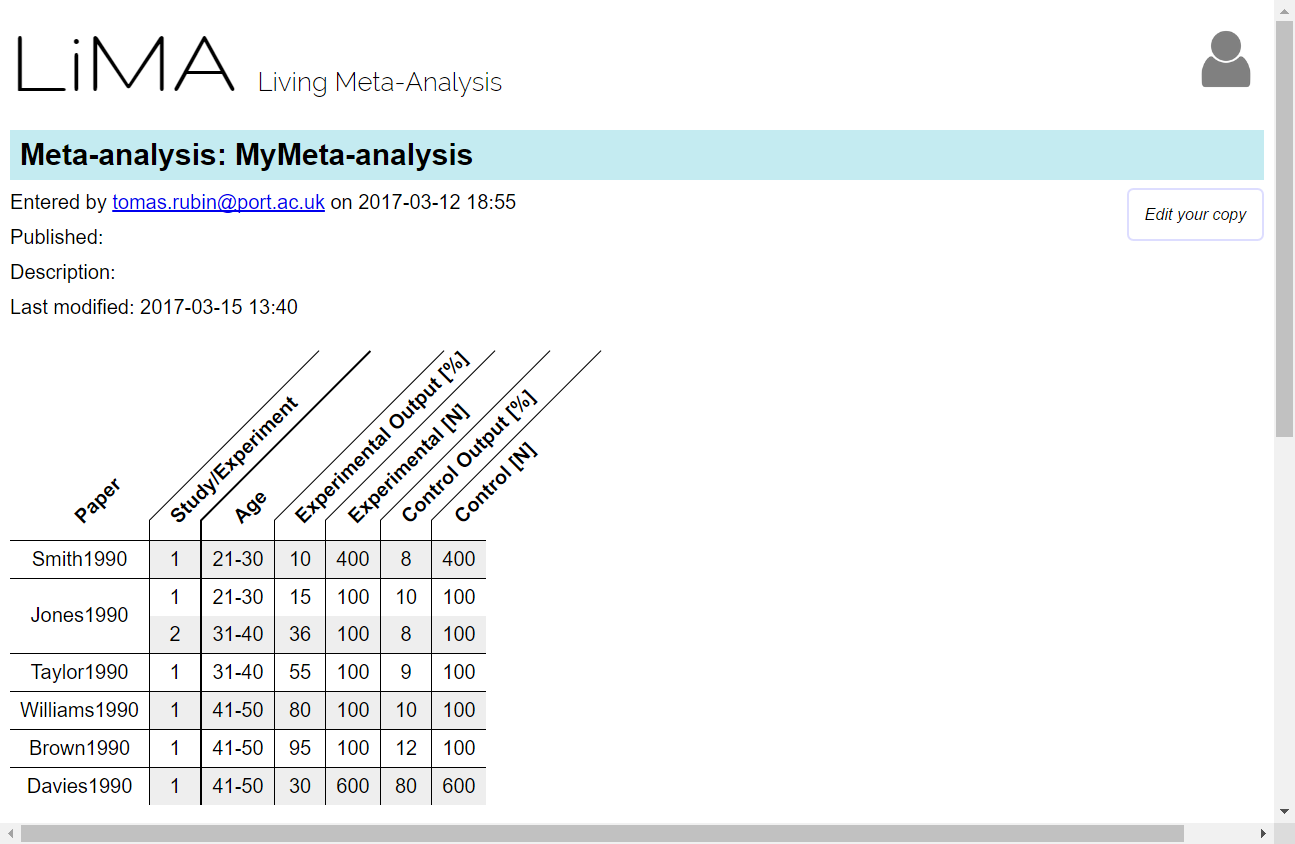 LiMA Living Meta-Analysis
Meta-analysis: MyMeta-analysis
Entered by tomas.rubin@port.ac.uk on 2017-03-12 18:55
Edit your copy
Published:
Description:
Last modified: 2017-03-15 13:40
Paper Study/Experiment Age Experimental Output [%] Experimental [N] Control Output [%] Control [N]
Smith1990 1 21-30 10 400 8 400
Jones1990 1 21-30 15 100 10 100
2 31-40 36 100 8 100
Taylor1990 1 31-40 55 100 9 100
Williams1990 1 41-50 80 100 10 100
Brown1990 1 41-50 95 100 12 100
Davies1990 1 41-50 30 600 80 600